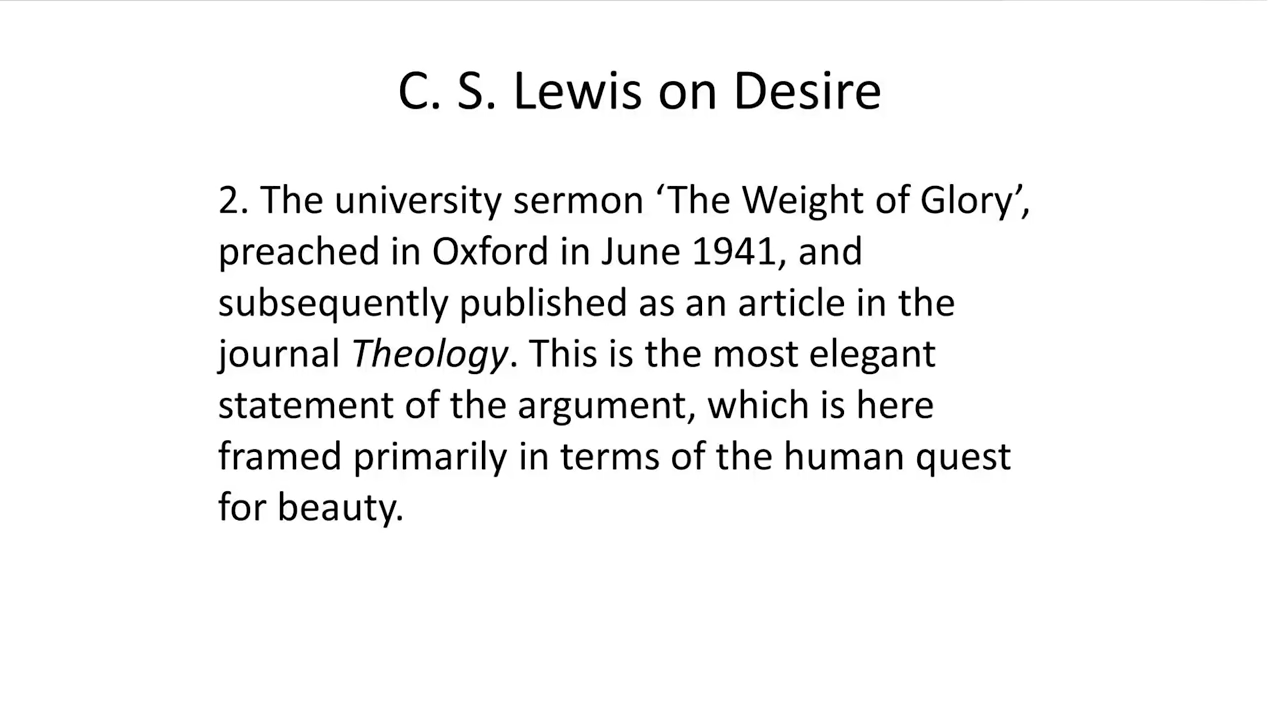 C. S. Lewis on Desire
2. The university sermon ‘The Weight of Glory’,
preached in Oxford in June 1941, and
subsequently published as an article in the
journal Theology. This is the most elegant
statement of the argument, which is here
framed primarily in terms of the human quest
for beauty.